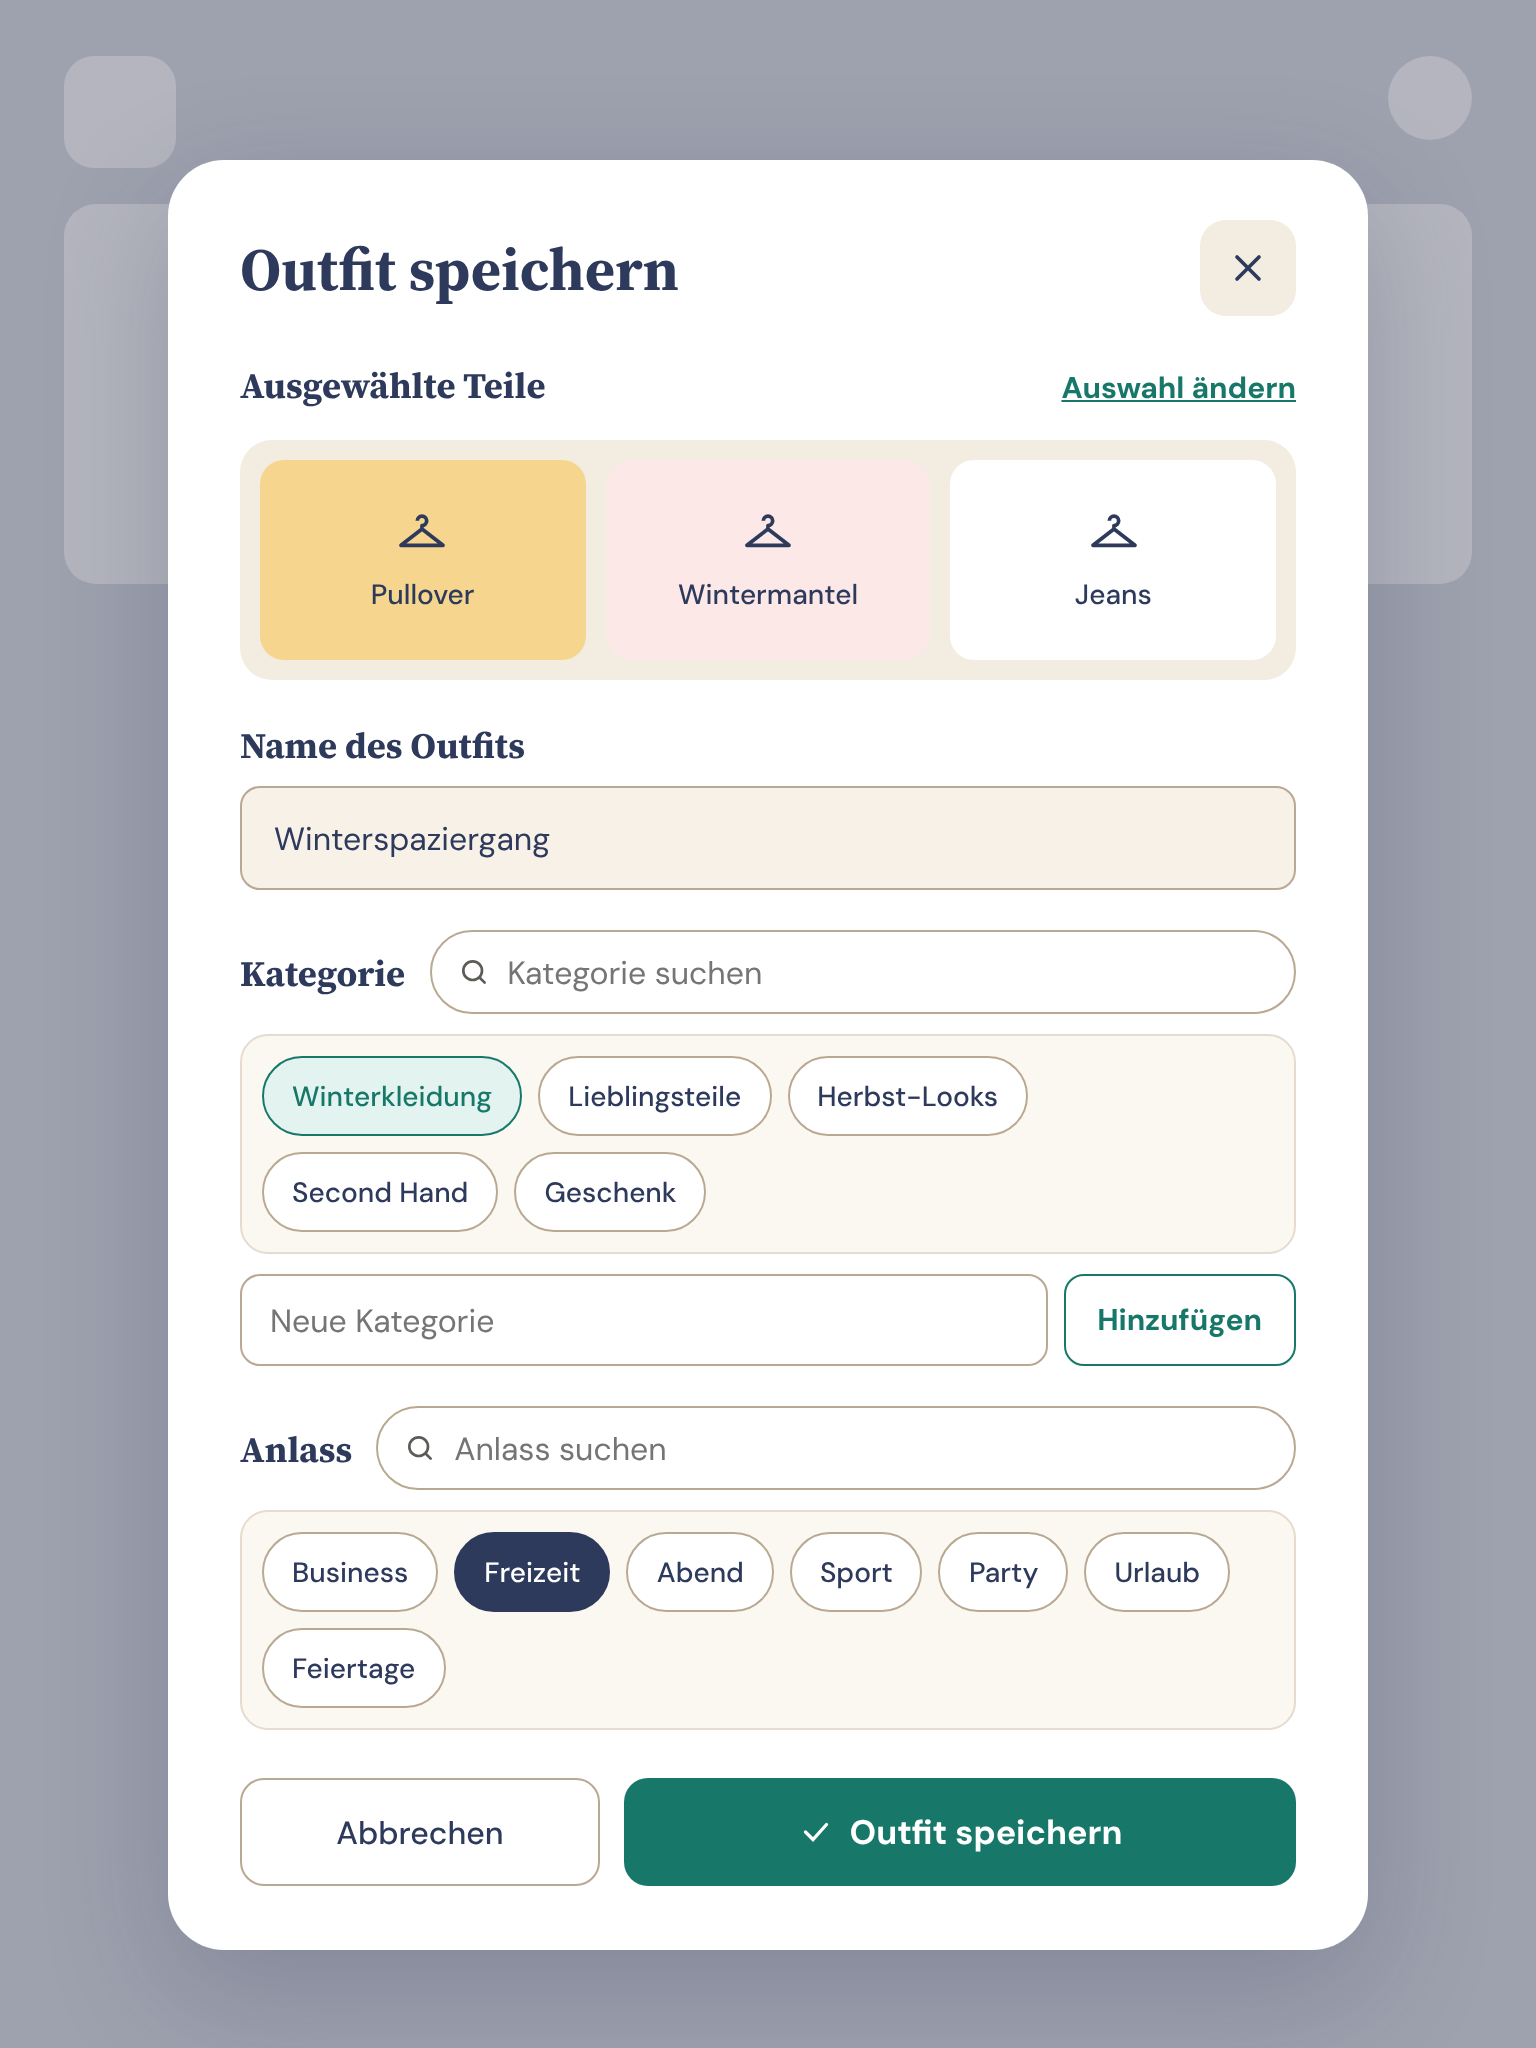 Outfit speichern
Ausgewählte Teile
Auswahl ändern
Pullover
Wintermantel
Jeans
Name des Outfits
Winterspaziergang
Kategorie
Kategorie suchen
Winterkleidung
Lieblingsteile
Herbst-Looks
Second Hand
Geschenk
Neue Kategorie
Hinzufügen
Anlass
Anlass suchen
Business
Freizeit
Abend
Sport
Party
Urlaub
Feiertage
Abbrechen
Outfit speichern